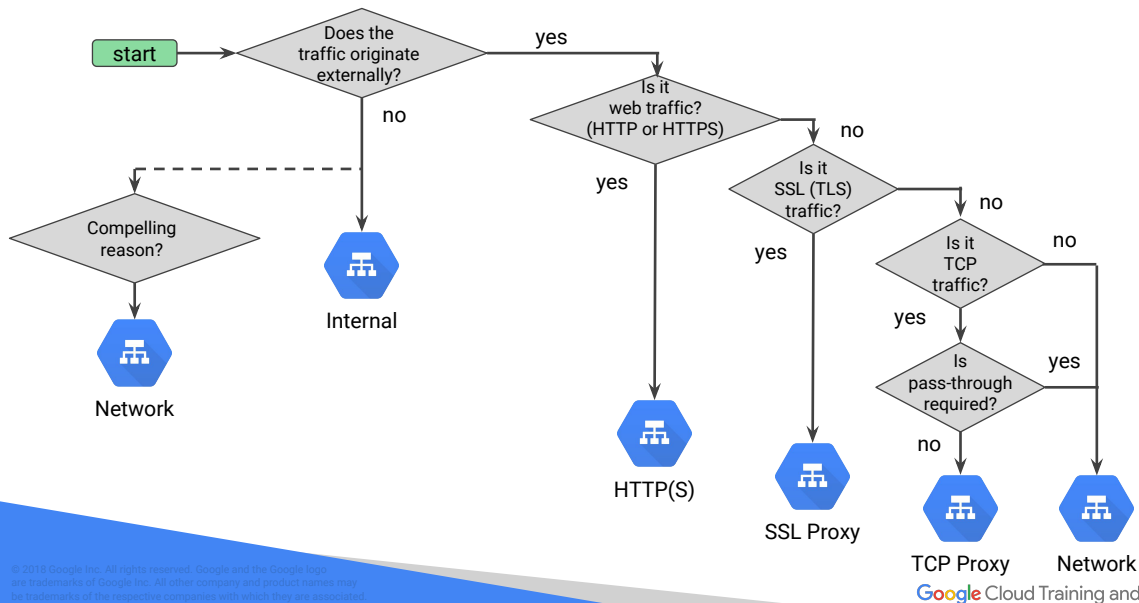 start
Does the
traffic originate
externally?
yes
no
Is it
web traffic?
(HTTP or HTTPS)
no
yes
Is it
SSL (TLS)
traffic?
no
yes
Is it
TCP
traffic?
no
yes
Is
pass-through
required?
yes
no
Compelling
reason?
Internal
Network
HTTP(S)
SSL Proxy
TCP Proxy
Network
© 2018 Google Inc. All rights reserved. Google and the Google logo
are trademarks of Google Inc. All other company and product names may
be trademarks of the respective companies with which they are associated.
Google Cloud Training and